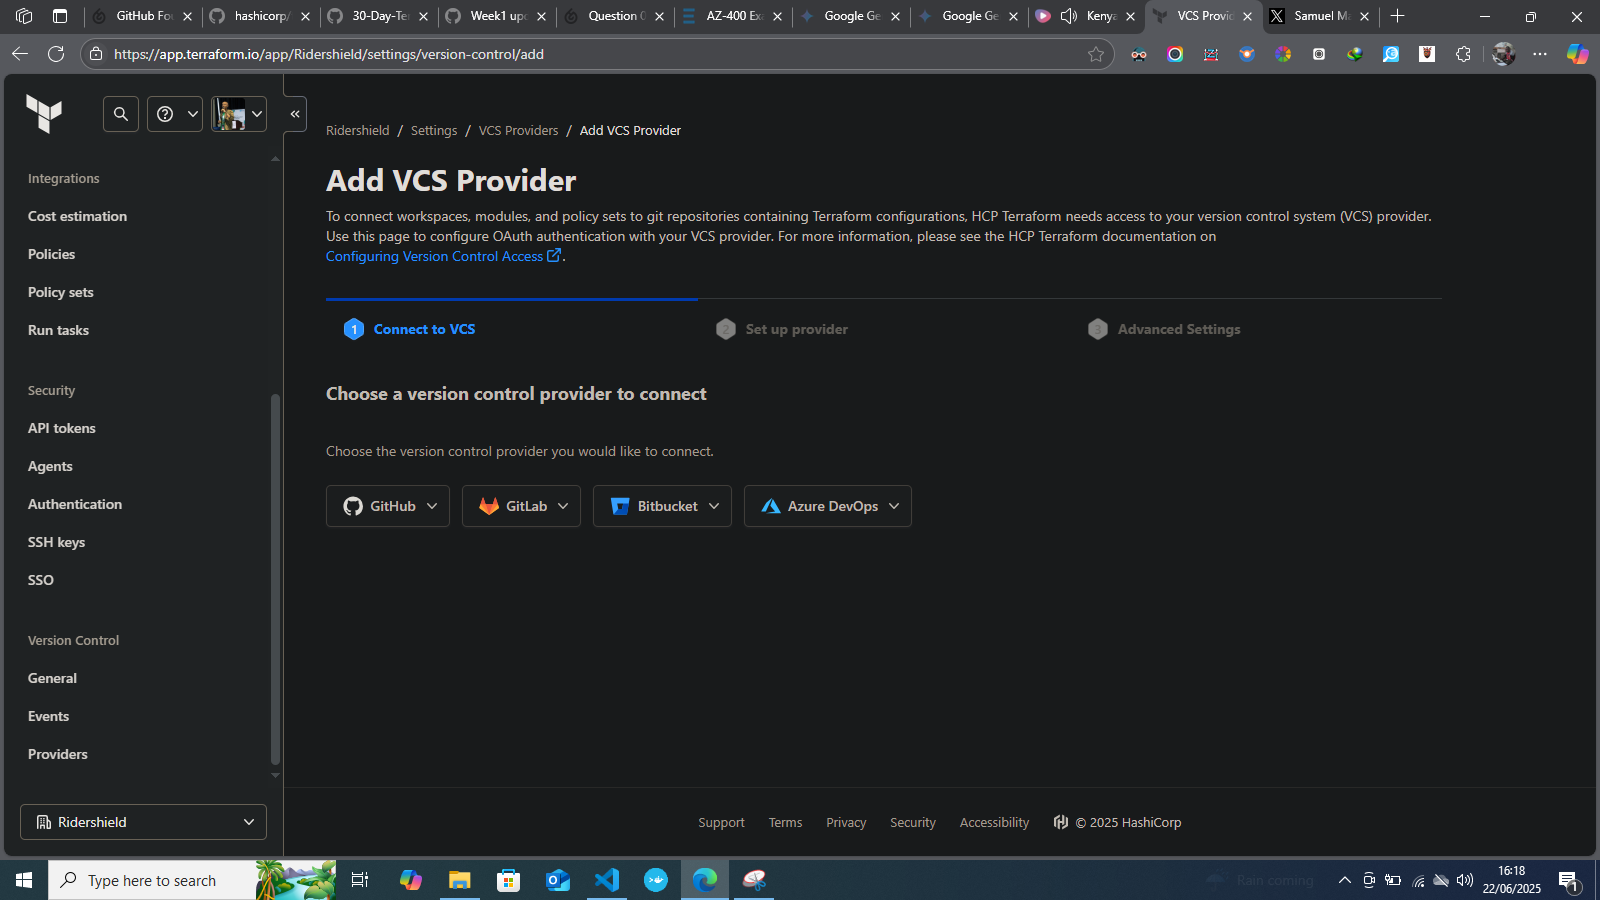 GitHub Fou
hashicorp/
30-Day-Te
Week1 upd
Question 0
AZ-400 Exa
Google Ge
Google Ge
Kenya
VCS Provid
Samuel Ma
https://app.terraform.io/app/Ridershield/settings/version-control/add
Integrations
Cost estimation
Policies
Policy sets
Run tasks
Security
API tokens
Agents
Authentication
SSH keys
SSO
Version Control
General
Events
Providers
Ridershield
Ridershield / Settings / VCS Providers / Add VCS Provider
Add VCS Provider
To connect workspaces, modules, and policy sets to git repositories containing Terraform configurations, HCP Terraform needs access to your version control system (VCS) provider.
Use this page to configure OAuth authentication with your VCS provider. For more information, please see the HCP Terraform documentation on
Configuring Version Control Access.
1 Connect to VCS
2 Set up provider
3 Advanced Settings
Choose a version control provider to connect
Choose the version control provider you would like to connect.
GitHub
GitLab
Bitbucket
Azure DevOps
Support Terms Privacy Security Accessibility © 2025 HashiCorp
Type here to search
Rain coming
16:18
22/06/2025
1